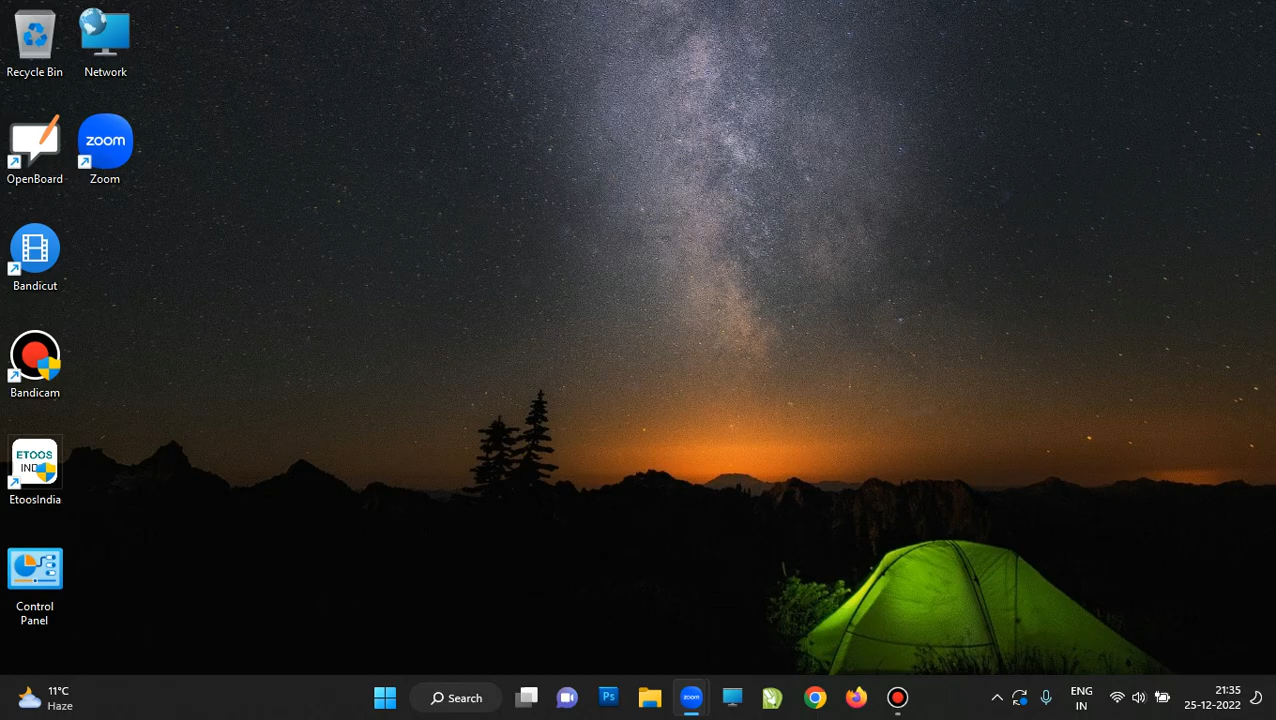 Recycle Bin
Network
OpenBoard
zoom
Zoom
Bandicut
Bandicam
ETOOS
EtoosIndia
Control
Panel
11°C
Haze
Search
Ps
zoom
ENG
IN
21:35
25-12-2022